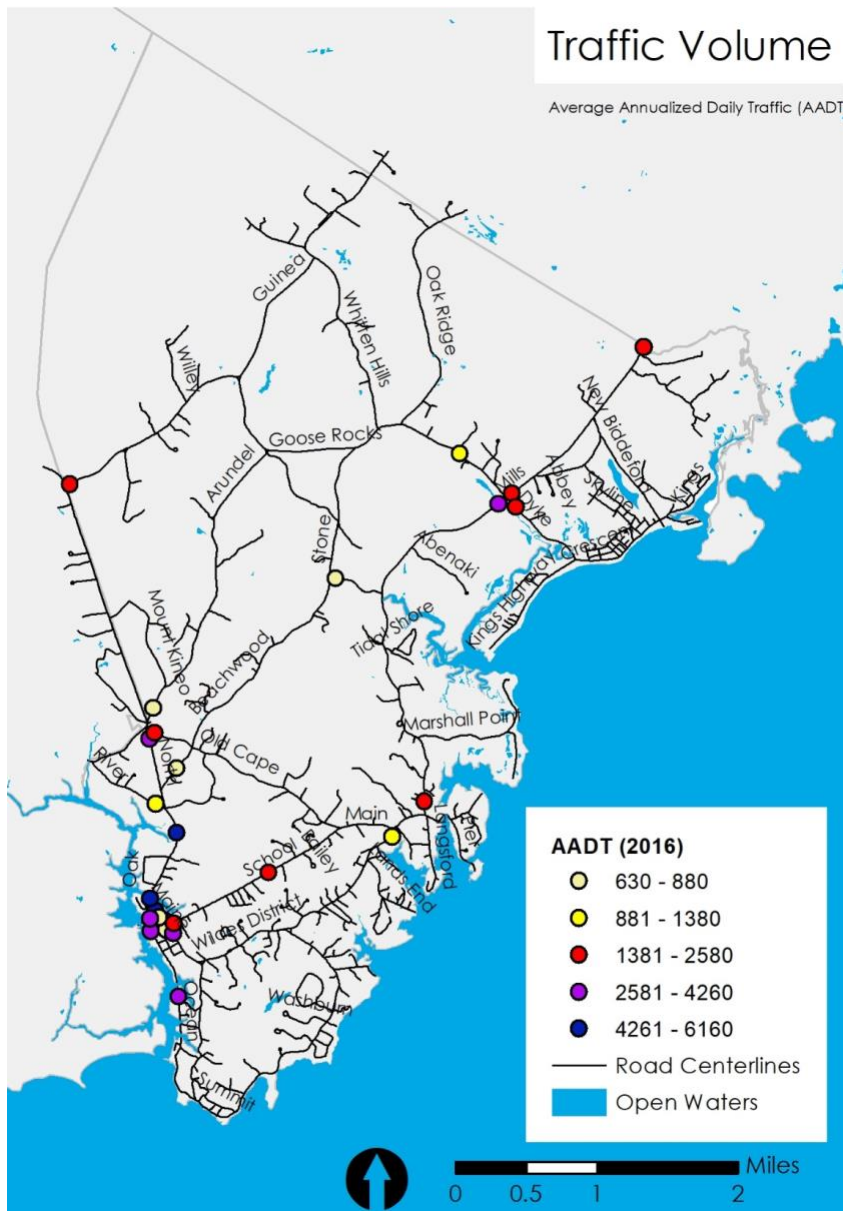 Traffic Volume
Average Annualized Daily Traffic (AADT
Guinea
Oak Ridge
Whitten Hills
Willey
Goose Rocks
New Biddeford
Arundel
Mills
Abbey
Skyline
Kings
Dyke
Stone
Abenaki
Crescent
Kings Highway
Mount Kineo
Beachwood
Tidal Shore
Marshall Point
River
North
Old Cape
Main
Langsford
Pier
School
Bailey
Lands End
Oak
Wildes District
Ocean
Washburn
Summit
AADT (2016)
630 - 880
881 - 1380
1381 - 2580
2581 - 4260
4261 - 6160
Road Centerlines
Open Waters
Miles
0 0.5 1 2